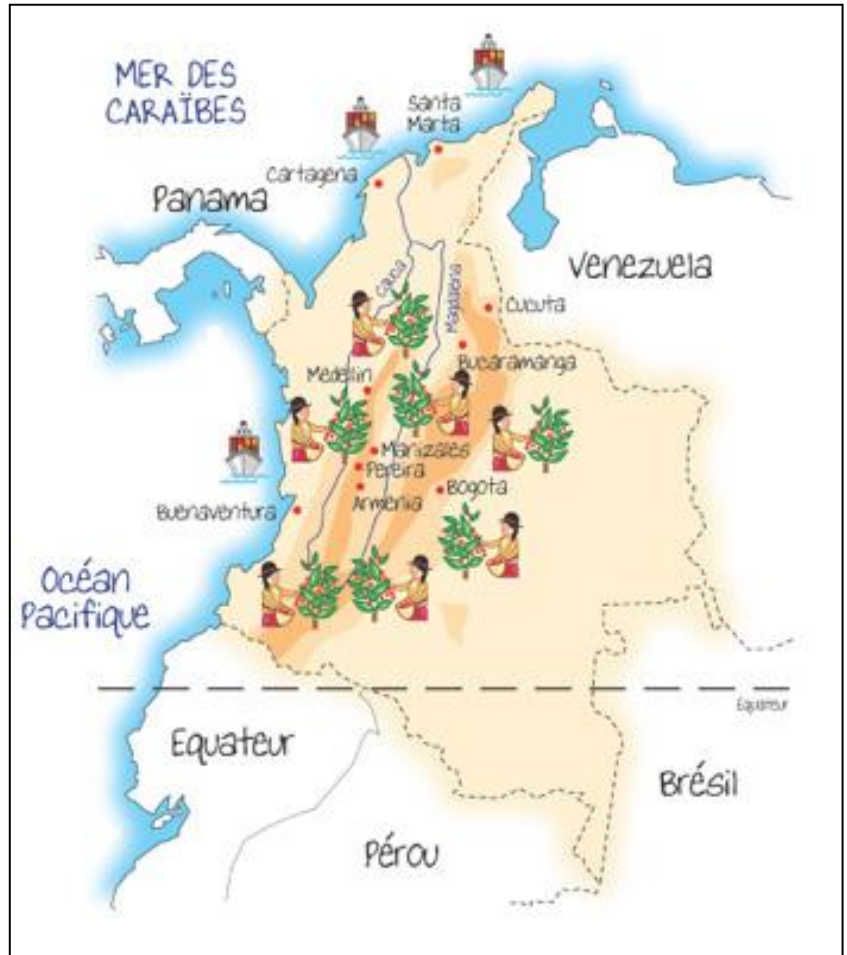 MER DES
CARAÏBES
Santa
Marta
Cartagena
Panama
Venezuela
Cauca
Magdalena
Cucuta
Bucaramanga
Medellin
Manizales
Pereira
Armenia
Bogota
Buenaventura
Océan
Pacifique
Equateur
Equateur
Brésil
Pérou